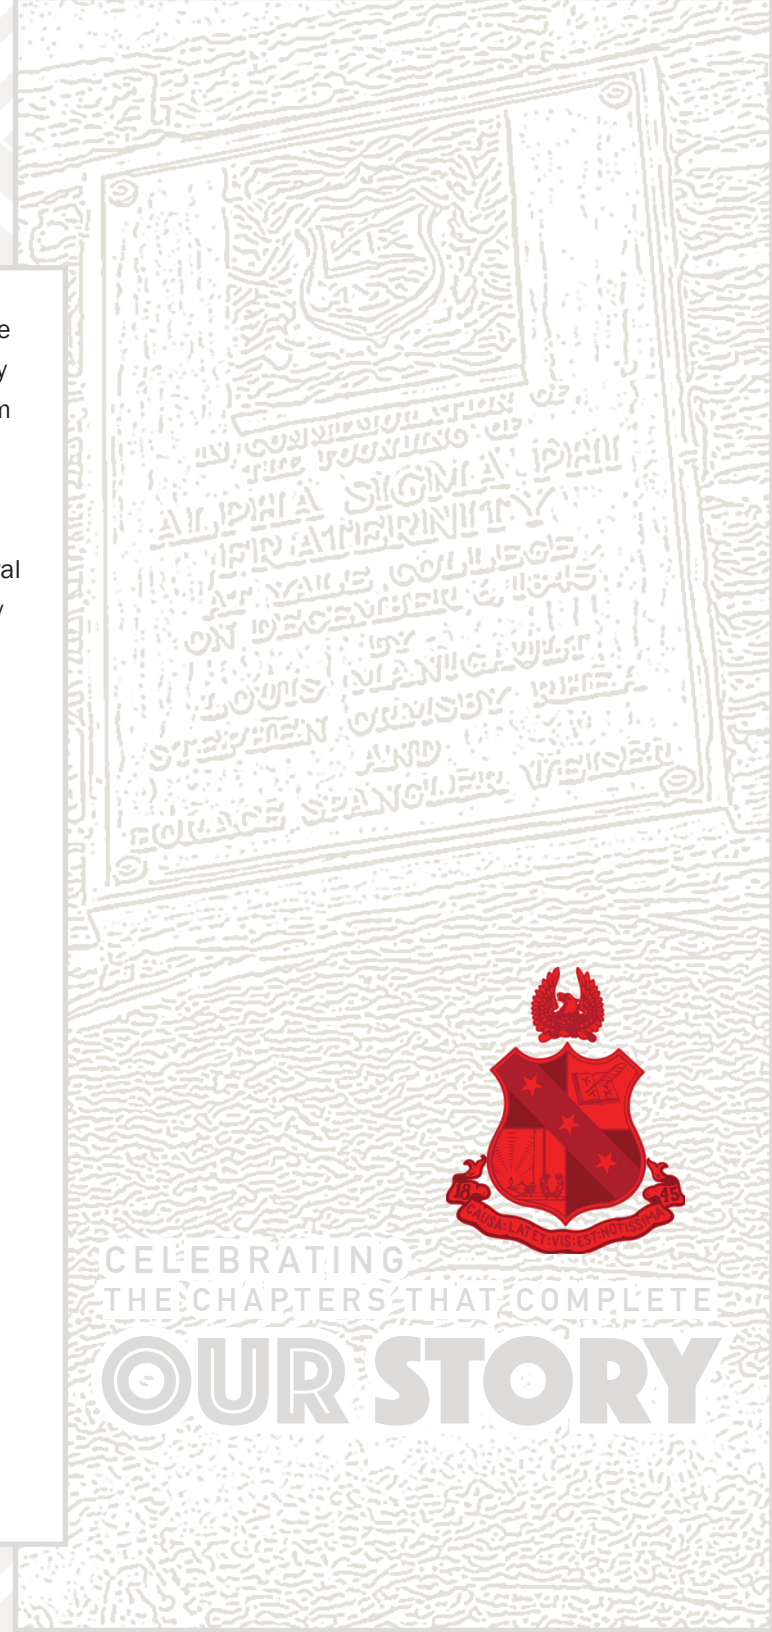 e
y
m
al
y
IN COMMEMORATION OF
THE FOUNDING OF
ALPHA SIGMA PHI
FRATERNITY
AT YALE COLLEGE
ON DECEMBER 6, 1845
BY
LOUIS MANIGAULT
STEPHEN ORMSBY RHEA
AND
HORACE SPANGLER WEISER
18 45
CAUSA:LATET:VIS:EST:NOTISSIMA
CELEBRATING
THE CHAPTERS THAT COMPLETE
OUR STORY